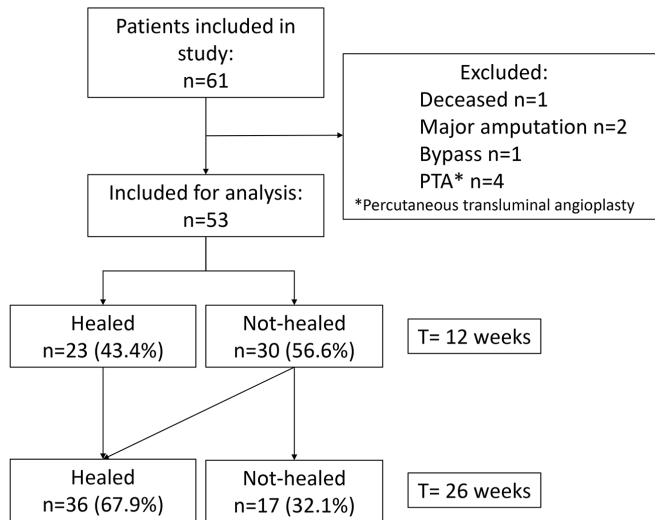 Patients included in
study:
n=61
Excluded:
Deceased n=1
Major amputation n=2
Bypass n=1
PTA* n=4
*Percutaneous transluminal angioplasty
Included for analysis:
n=53
Healed
n=23 (43.4%)
Not-healed
n=30 (56.6%)
T= 12 weeks
Healed
n=36 (67.9%)
Not-healed
n=17 (32.1%)
T= 26 weeks